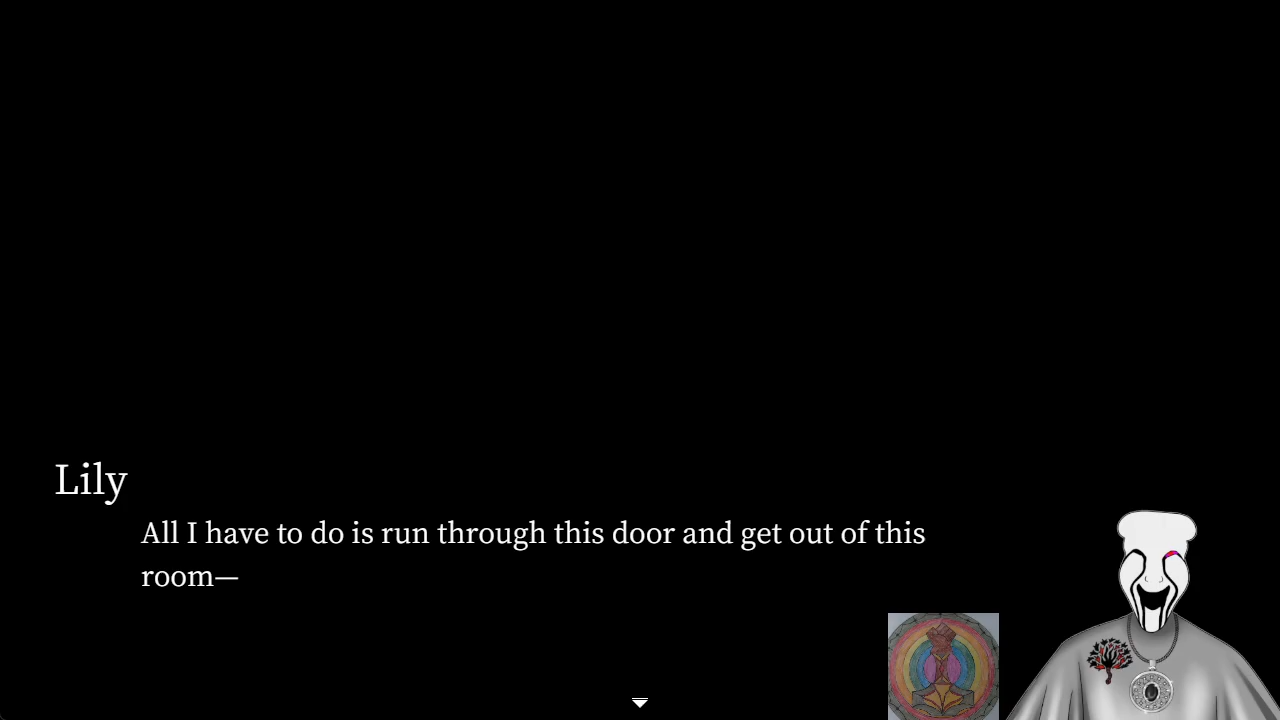 Lily
All I have to do is run through this door and get out of this
room—